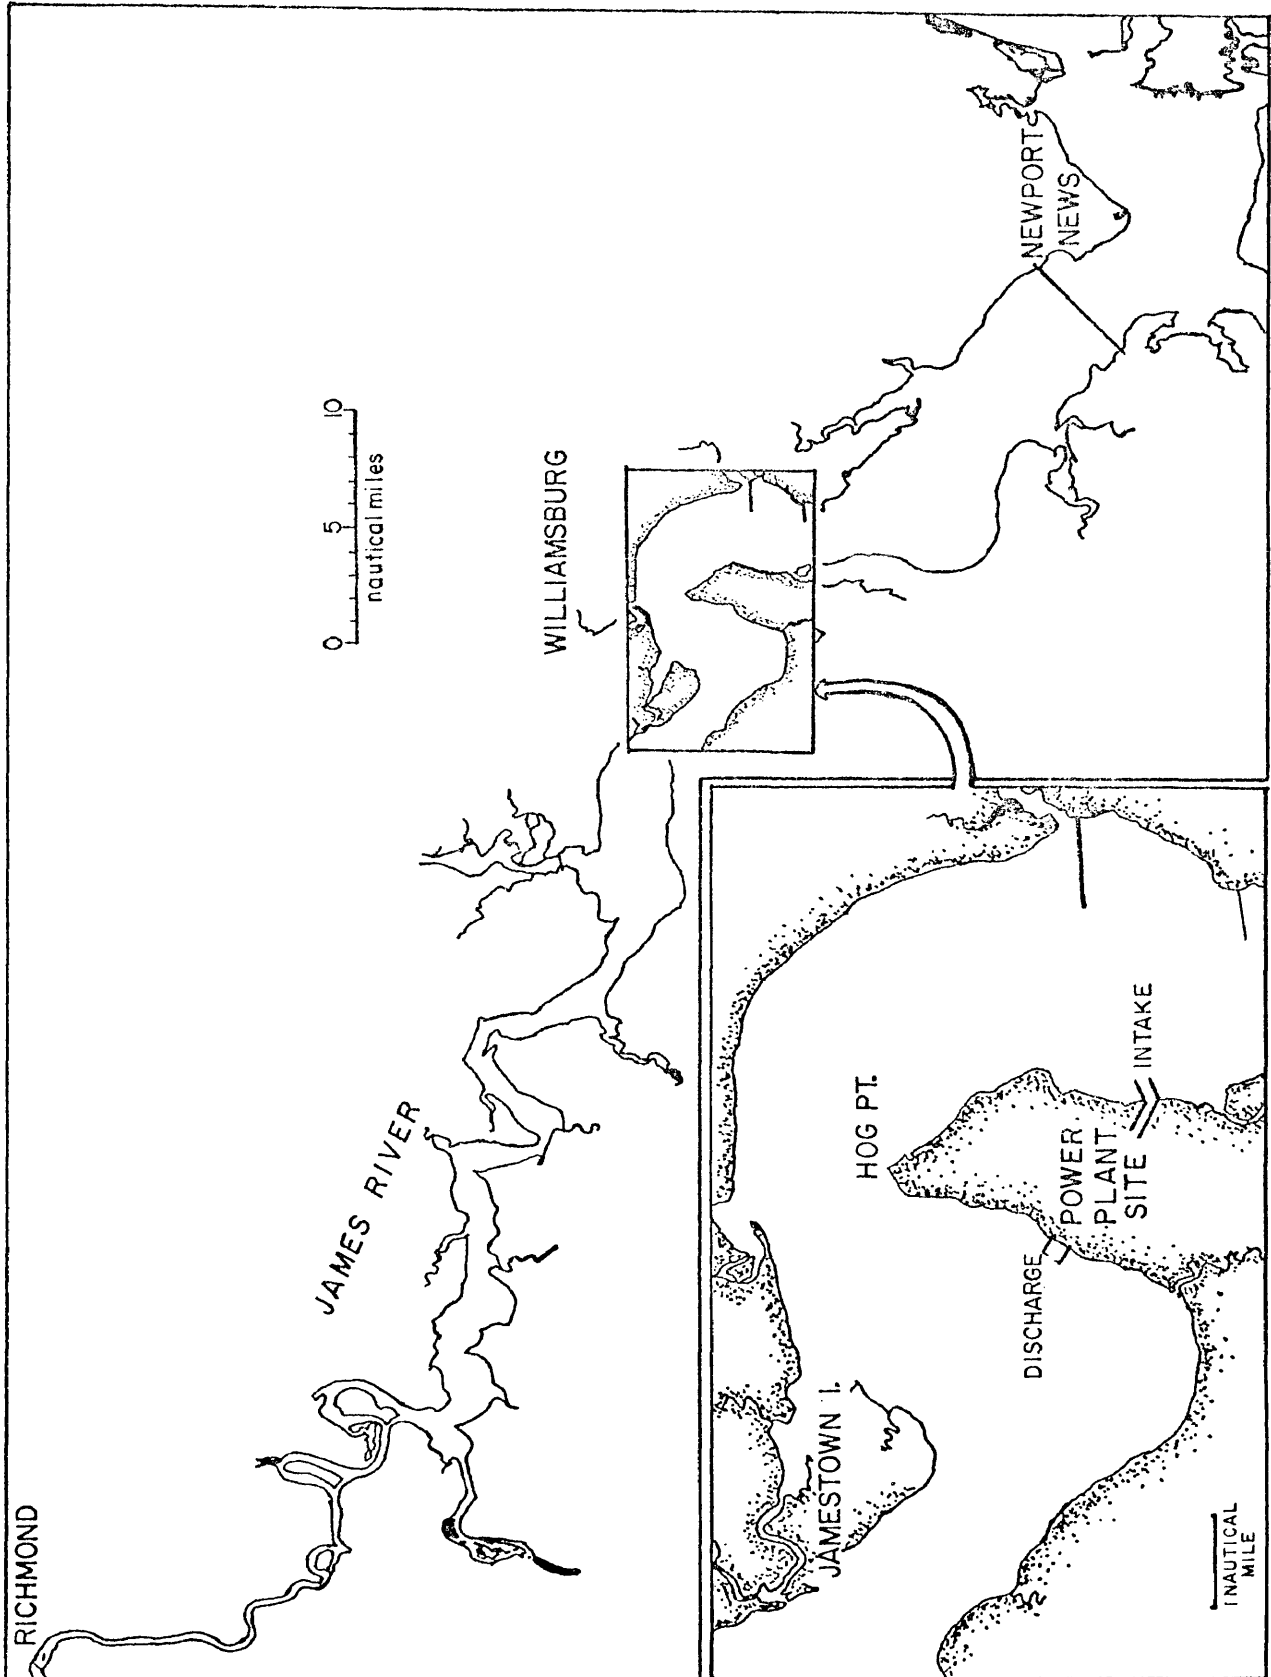 RICHMOND
JAMES RIVER
0 5 10
nautical miles
WILLIAMSBURG
NEWPORT
NEWS
JAMESTOWN I.
HOG PT.
DISCHARGE
POWER
PLANT
SITE
INTAKE
1 NAUTICAL
MILE